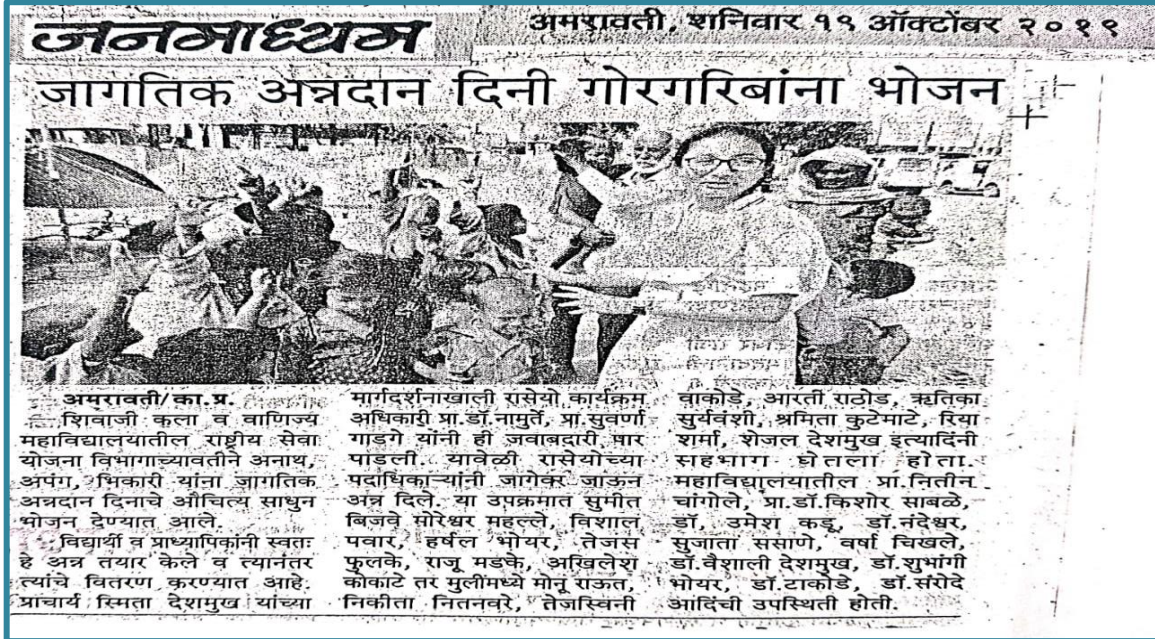 जनमाध्यम
अमरावती, शनिवार १९ ऑक्टोंबर २०१९
जागतिक अन्नदान दिनी गोरगरिबांना भोजन
अमरावती/का.प्र.
शिवाजी कला व वाणिज्य
महाविद्यालयातील राष्ट्रीय सेवा
योजना विभागाच्यावतीने अनाथ,
अपंग, भिकारी यांना जागतिक
अन्नदान दिनाचे औचित्य साधुन
भोजन देण्यात आले.
विद्यार्थी व प्राध्यापिकांनी स्वतः
हे अन्न तयार केले व त्यानंतर
त्यांचे वितरण करण्यात आहे.
प्राचार्य स्मिता देशमुख यांच्या
मार्गदर्शनाखाली रासेयो कार्यक्रम
अधिकारी प्रा.डॉ.नामुर्ते, प्रा.सुवर्णा
गाडगे यांनी ही जवाबदारी पार
पाडली. यावेळी रासेयोच्या
पदाधिकाऱ्यांनी जागेवर जाऊन
अन्न दिले. या उपक्रमात सुमीत
बिजवे मोरेश्वर महल्ले, विशाल
पवार, हर्षल भोयर, तेजस
फुलके, राजू मडके, अखिलेश
कोकाटे तर मुलींमध्ये मोनू राऊत,
निकीता नितनवरे, तेजस्विनी
वाकोडे, आरती राठोड, ऋतिका
सुर्यवंशी, श्रमिता कुटेमाटे, रिया
शर्मा, शेजल देशमुख इत्यादिंनी
सहभाग घेतला होता.
महाविद्यालयातील प्रा.नितीन
चांगोले, प्रा.डॉ.किशोर साबळे,
डॉ, उमेश कडू, डॉ.नंदेश्वर,
सुजाता ससाणे, वर्षा चिखले,
डॉ.वैशाली देशमुख, डॉ.शुभांगी
भोयर, डॉ.टाकोडे, डॉ.सरोदे
आदिंची उपस्थिती होती.